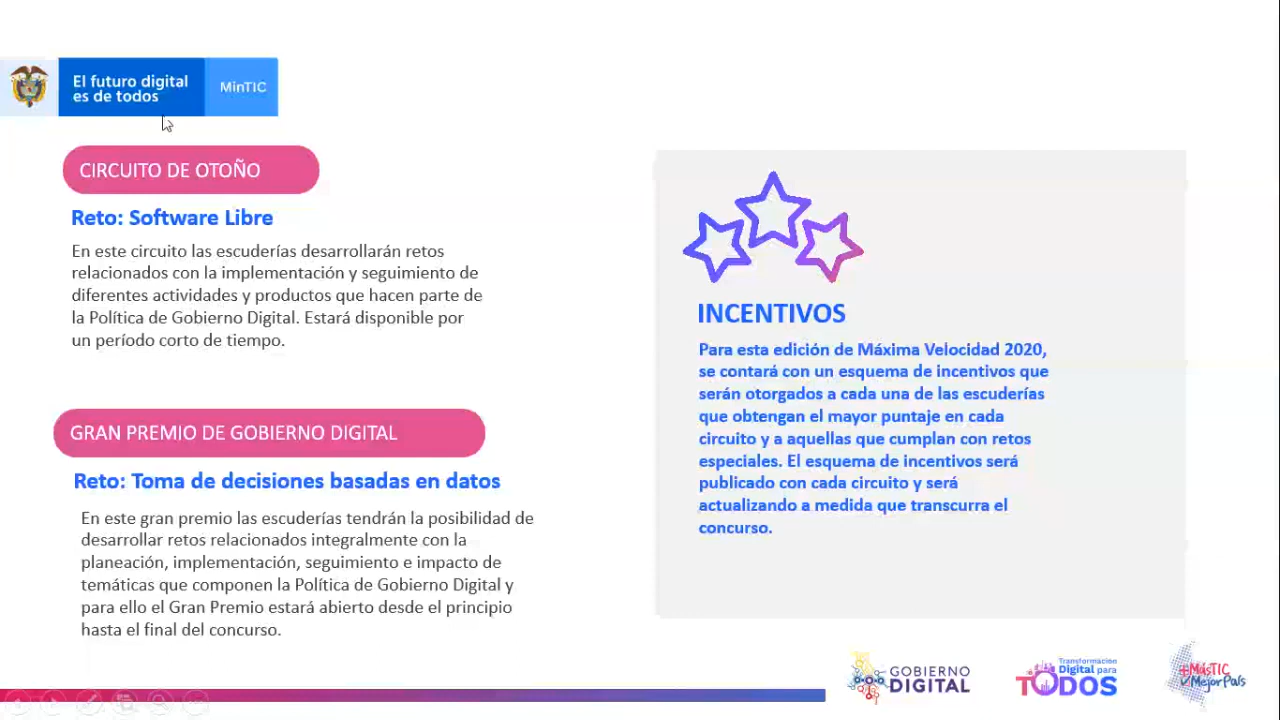 El futuro digital
es de todos
MinTIC
CIRCUITO DE OTOÑO
Reto: Software Libre
En este circuito las escuderías desarrollarán retos
relacionados con la implementación y seguimiento de
diferentes actividades y productos que hacen parte de
la Política de Gobierno Digital. Estará disponible por
un período corto de tiempo.
GRAN PREMIO DE GOBIERNO DIGITAL
Reto: Toma de decisiones basadas en datos
En este gran premio las escuderías tendrán la posibilidad de
desarrollar retos relacionados integralmente con la
planeación, implementación, seguimiento e impacto de
temáticas que componen la Política de Gobierno Digital y
para ello el Gran Premio estará abierto desde el principio
hasta el final del concurso.
INCENTIVOS
Para esta edición de Máxima Velocidad 2020,
se contará con un esquema de incentivos que
serán otorgados a cada una de las escuderías
que obtengan el mayor puntaje en cada
circuito y a aquellas que cumplan con retos
especiales. El esquema de incentivos será
publicado con cada circuito y será
actualizando a medida que transcurra el
concurso.
GOBIERNO
DIGITAL
Transformación
Digital para
TODOS
+MásTIC
MejorPaís